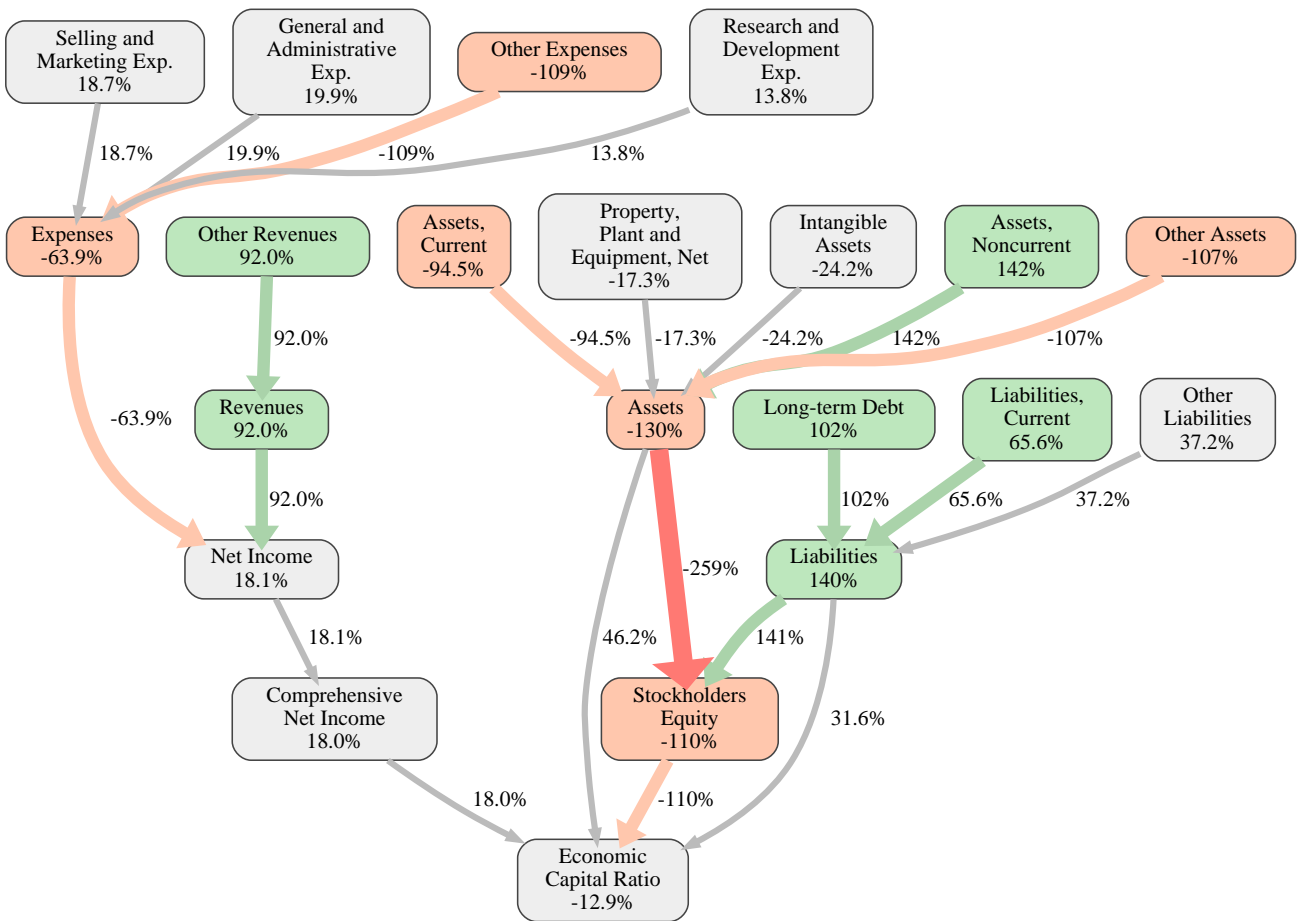 Selling and
Marketing Exp.
18.7%
General and
Administrative
Exp.
19.9%
Other Expenses
-109%
Research and
Development
Exp.
13.8%
18.7%
19.9%
-109%
13.8%
Expenses
-63.9%
Other Revenues
92.0%
Assets,
Current
-94.5%
Property,
Plant and
Equipment, Net
-17.3%
Intangible
Assets
-24.2%
Assets,
Noncurrent
142%
Other Assets
-107%
92.0%
-94.5%
-17.3%
-24.2%
142%
-107%
-63.9%
Revenues
92.0%
Assets
-130%
Long-term Debt
102%
Liabilities,
Current
65.6%
Other
Liabilities
37.2%
92.0%
102%
65.6%
37.2%
Net Income
18.1%
-259%
Liabilities
140%
18.1%
46.2%
141%
Comprehensive
Net Income
18.0%
Stockholders
Equity
-110%
31.6%
18.0%
-110%
Economic
Capital Ratio
-12.9%